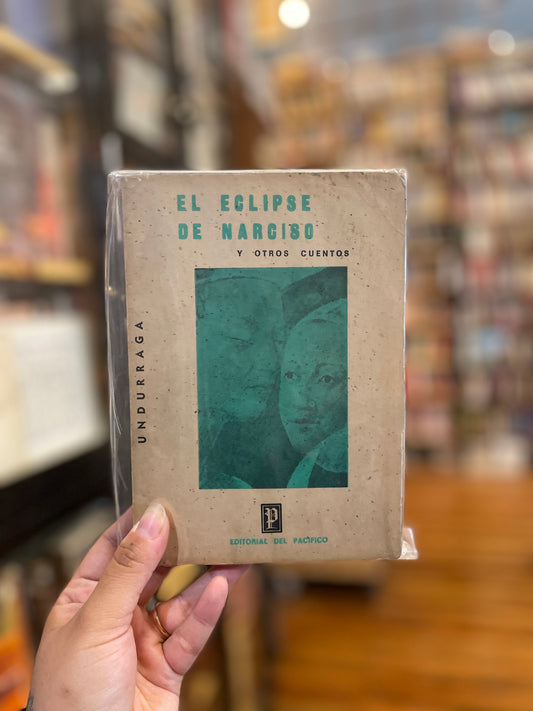 EL ECLIPSE
DE NARCISO
Y OTROS CUENTOS
UNDURRAGA
P
EDITORIAL DEL PACIFICO